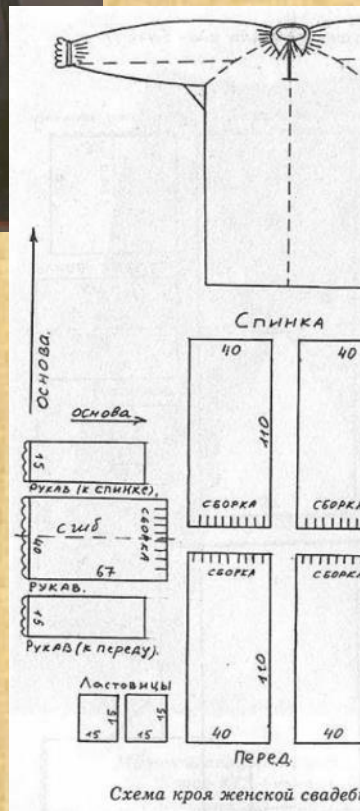 Спинка
40
40
110
СБОРКА
СБОРКА
Основа.
основа
15
Рукав (к спинке).
сгиб
СБОРКА
40
67
Рукав.
15
Рукав (к переду).
СБОРКА
СБОРКА
110
40
40
Ластовицы
15
15
15
15
Перед.
Схема кроя женской свадеб